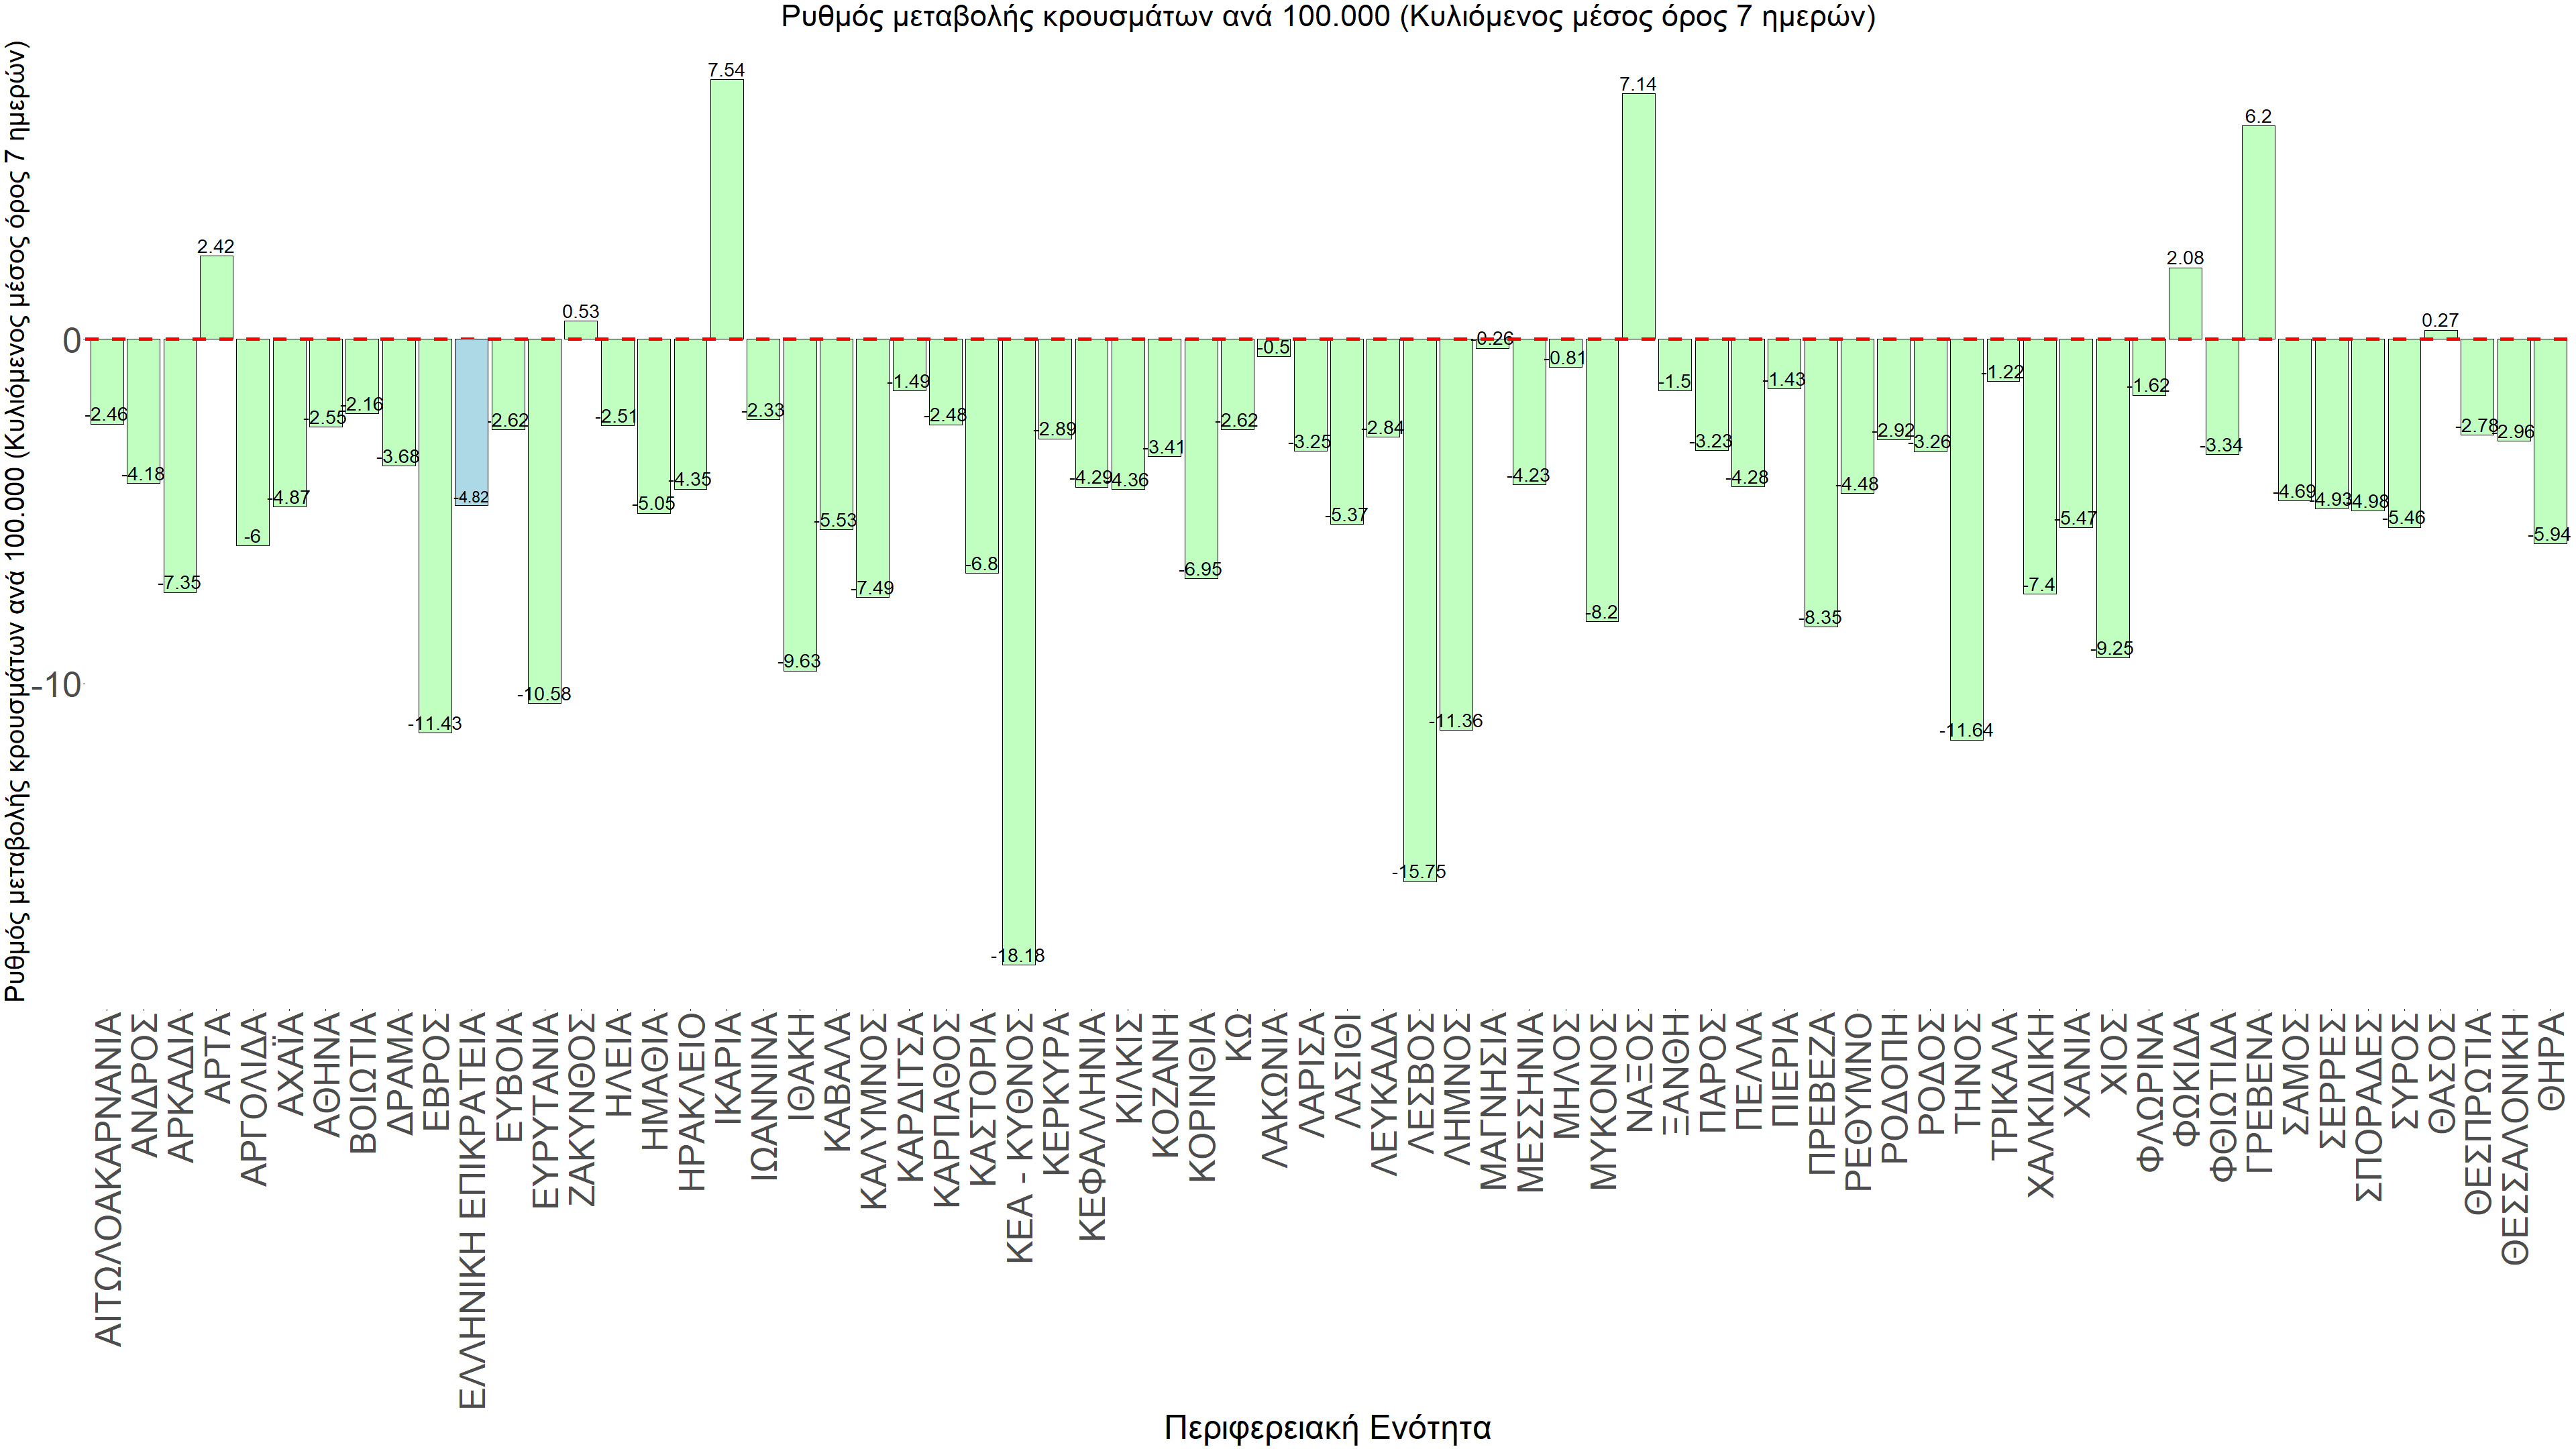 Ρυθμός μεταβολής κρουσμάτων ανά 100.000 (Κυλιόμενος μέσος όρος 7 ημερών)
Ρυθμός μεταβολής κρουσμάτων ανά 100.000 (Κυλιόμενος μέσος όρος 7 ημερών)
0
-10
-2.46
-4.18
-7.35
2.42
-6
-4.87
-2.55
-2.16
-3.68
-11.43
-4.82
-2.62
-10.58
0.53
-2.51
-5.05
-4.35
7.54
-2.33
-9.63
-5.53
-7.49
-1.49
-2.48
-6.8
-18.18
-2.89
-4.29
-4.36
-3.41
-6.95
-2.62
-0.5
-3.25
-5.37
-2.84
-15.75
-11.36
-0.26
-4.23
-0.81
-8.2
7.14
-1.5
-3.23
-4.28
-1.43
-8.35
-4.48
-2.92
-3.26
-11.64
-1.22
-7.4
-5.47
-9.25
-1.62
2.08
-3.34
6.2
-4.69
-4.93
-4.98
-5.46
0.27
-2.78
-2.96
-5.94
ΑΙΤΩΛΟΑΚΑΡΝΑΝΙΑ
ΑΝΔΡΟΣ
ΑΡΚΑΔΙΑ
ΑΡΤΑ
ΑΡΓΟΛΙΔΑ
ΑΧΑΪΑ
ΑΘΗΝΑ
ΒΟΙΩΤΙΑ
ΔΡΑΜΑ
ΕΒΡΟΣ
ΕΛΛΗΝΙΚΗ ΕΠΙΚΡΑΤΕΙΑ
ΕΥΒΟΙΑ
ΕΥΡΥΤΑΝΙΑ
ΖΑΚΥΝΘΟΣ
ΗΛΕΙΑ
ΗΜΑΘΙΑ
ΗΡΑΚΛΕΙΟ
ΙΚΑΡΙΑ
ΙΩΑΝΝΙΝΑ
ΙΘΑΚΗ
ΚΑΒΑΛΑ
ΚΑΛΥΜΝΟΣ
ΚΑΡΔΙΤΣΑ
ΚΑΡΠΑΘΟΣ
ΚΑΣΤΟΡΙΑ
ΚΕΑ - ΚΥΘΝΟΣ
ΚΕΡΚΥΡΑ
ΚΕΦΑΛΛΗΝΙΑ
ΚΙΛΚΙΣ
ΚΟΖΑΝΗ
ΚΟΡΙΝΘΙΑ
ΚΩ
ΛΑΚΩΝΙΑ
ΛΑΡΙΣΑ
ΛΑΣΙΘΙ
ΛΕΥΚΑΔΑ
ΛΕΣΒΟΣ
ΛΗΜΝΟΣ
ΜΑΓΝΗΣΙΑ
ΜΕΣΣΗΝΙΑ
ΜΗΛΟΣ
ΜΥΚΟΝΟΣ
ΝΑΞΟΣ
ΞΑΝΘΗ
ΠΑΡΟΣ
ΠΕΛΛΑ
ΠΙΕΡΙΑ
ΠΡΕΒΕΖΑ
ΡΕΘΥΜΝΟ
ΡΟΔΟΠΗ
ΡΟΔΟΣ
ΤΗΝΟΣ
ΤΡΙΚΑΛΑ
ΧΑΛΚΙΔΙΚΗ
ΧΑΝΙΑ
ΧΙΟΣ
ΦΛΩΡΙΝΑ
ΦΩΚΙΔΑ
ΦΘΙΩΤΙΔΑ
ΓΡΕΒΕΝΑ
ΣΑΜΟΣ
ΣΕΡΡΕΣ
ΣΠΟΡΑΔΕΣ
ΣΥΡΟΣ
ΘΑΣΟΣ
ΘΕΣΠΡΩΤΙΑ
ΘΕΣΣΑΛΟΝΙΚΗ
ΘΗΡΑ
Περιφερειακή Ενότητα